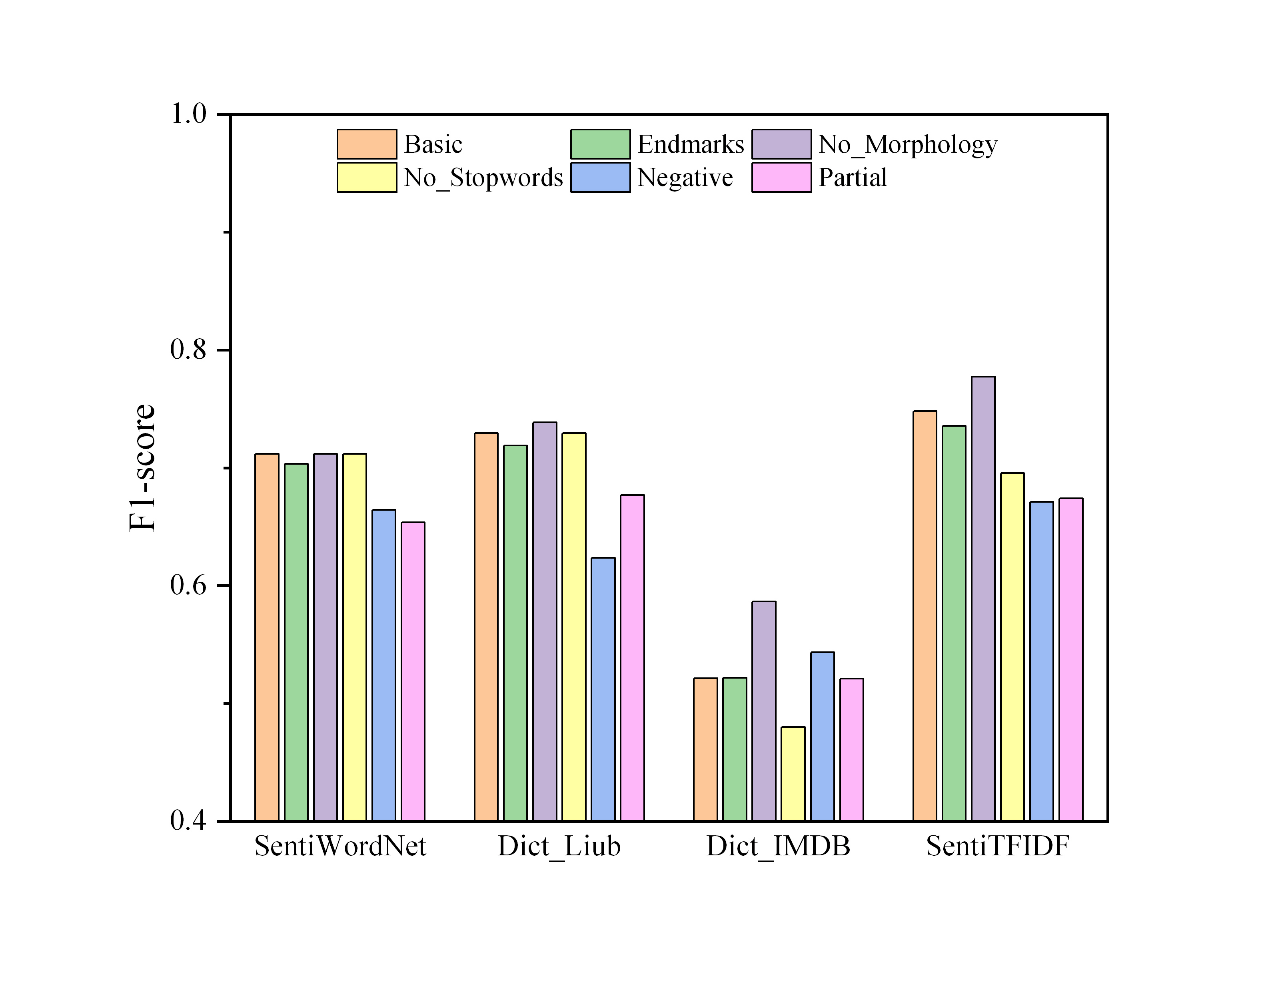 1.0
Basic Endmarks No_Morphology
No_Stopwords Negative Partial
0.8
F1-score
0.6
0.4
SentiWordNet Dict_Liub Dict_IMDB SentiTFIDF